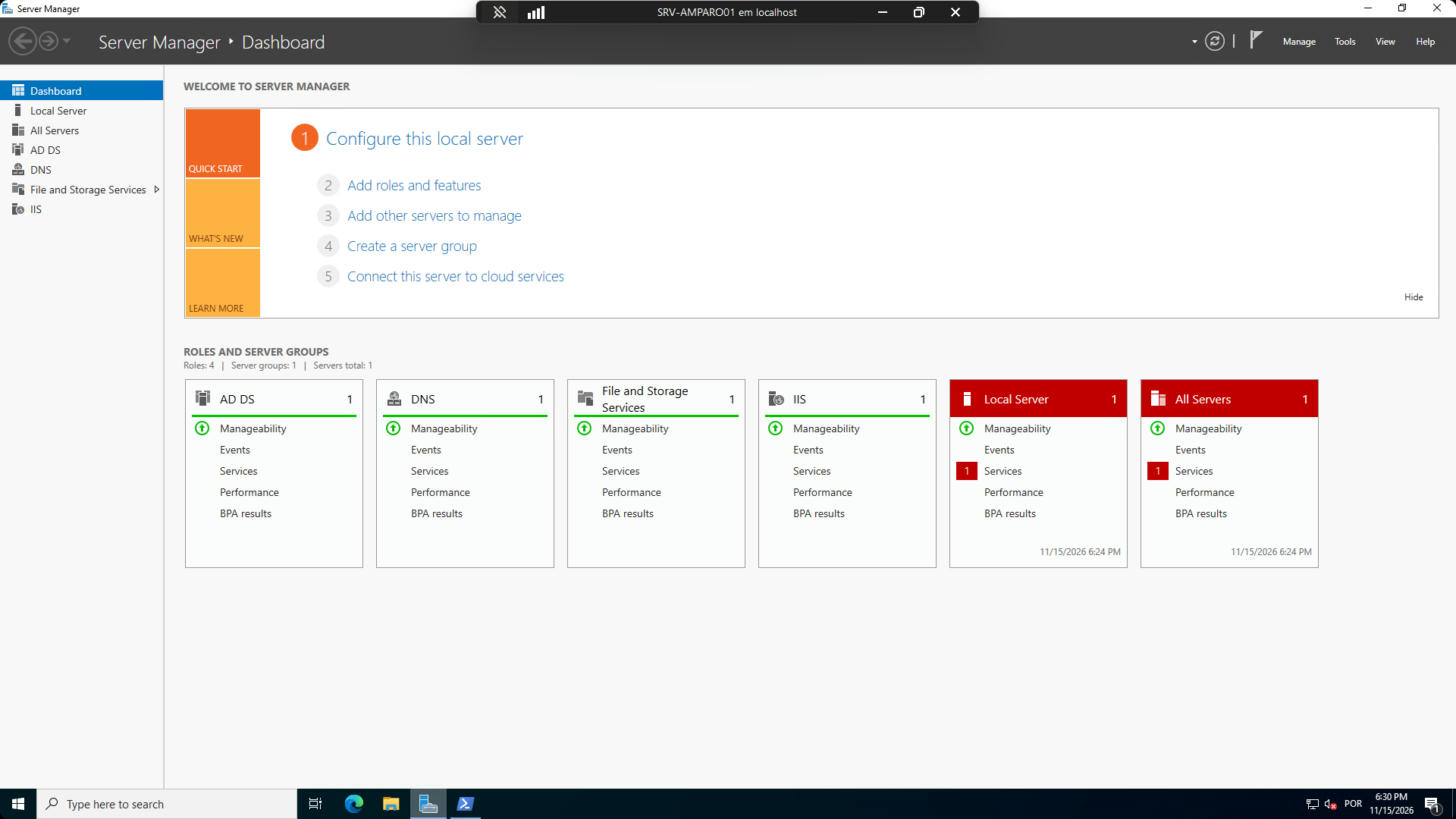 Server Manager
SRV-AMPARO01 em localhost
Server Manager ‣ Dashboard
Manage
Tools
View
Help
Dashboard
Local Server
All Servers
AD DS
DNS
File and Storage Services
IIS
WELCOME TO SERVER MANAGER
QUICK START
WHAT'S NEW
LEARN MORE
1 Configure this local server
2 Add roles and features
3 Add other servers to manage
4 Create a server group
5 Connect this server to cloud services
Hide
ROLES AND SERVER GROUPS
Roles: 4 | Server groups: 1 | Servers total: 1
AD DS 1
Manageability
Events
Services
Performance
BPA results
DNS 1
Manageability
Events
Services
Performance
BPA results
File and Storage
Services 1
Manageability
Events
Services
Performance
BPA results
IIS 1
Manageability
Events
Services
Performance
BPA results
Local Server 1
Manageability
Events
1 Services
Performance
BPA results
11/15/2026 6:24 PM
All Servers 1
Manageability
Events
1 Services
Performance
BPA results
11/15/2026 6:24 PM
Type here to search
POR
6:30 PM
11/15/2026
1